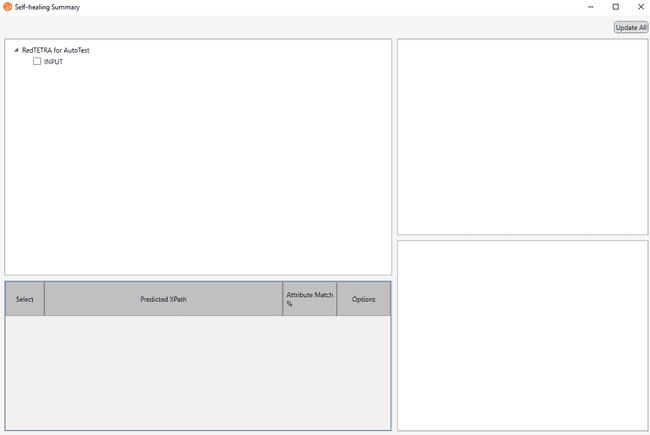 Self-healing Summary
Update All
RedTETRA for AutoTest
INPUT
Select
Predicted XPath
Attribute Match
%
Options